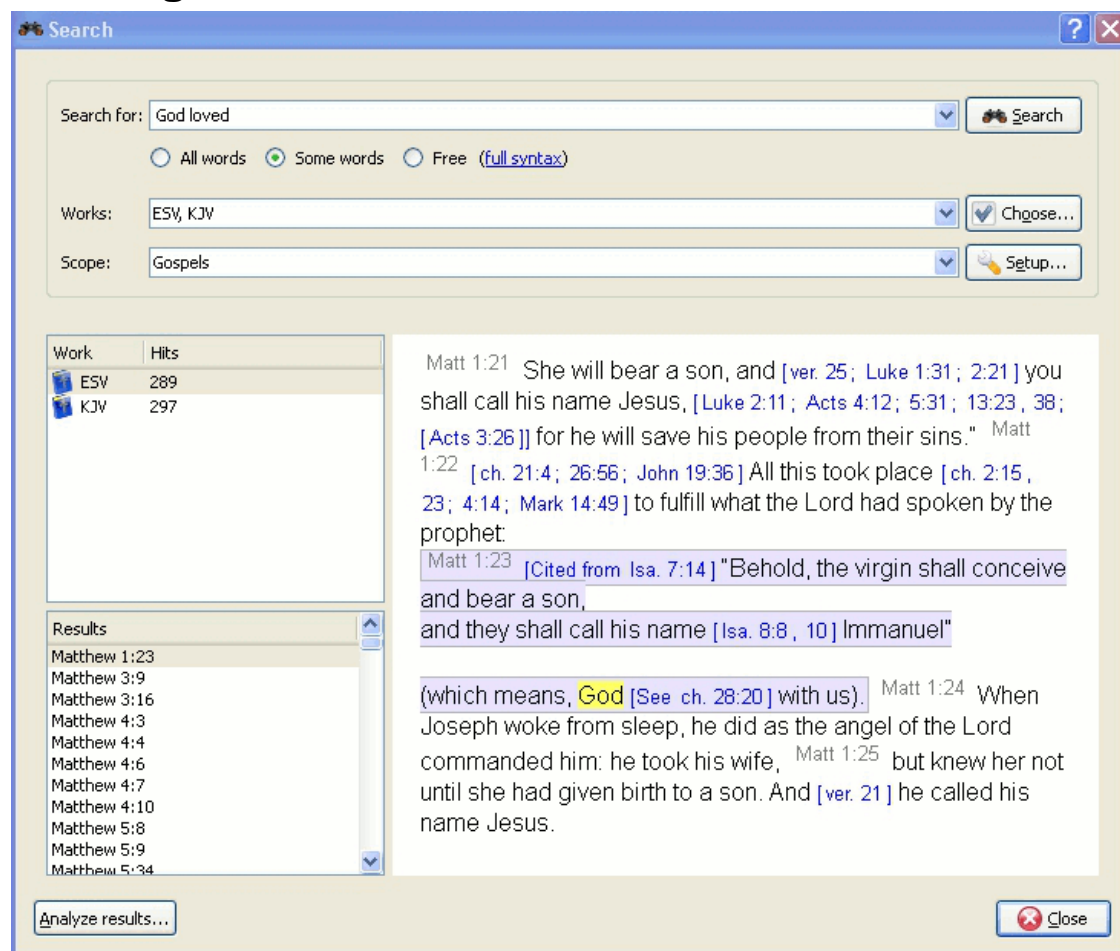 Search
Search for: God loved Search
All words Some words Free (full syntax)
Works: ESV, KJV Choose...
Scope: Gospels Setup...
Work Hits
ESV 289
KJV 297
Results
Matthew 1:23
Matthew 3:9
Matthew 3:16
Matthew 4:3
Matthew 4:4
Matthew 4:6
Matthew 4:7
Matthew 4:10
Matthew 5:8
Matthew 5:9
Matthew 5:34
Matt 1:21 She will bear a son, and [ver. 25; Luke 1:31; 2:21] you
shall call his name Jesus, [Luke 2:11; Acts 4:12; 5:31; 13:23, 38;
[Acts 3:26]] for he will save his people from their sins." Matt
1:22 [ch. 21:4; 26:56; John 19:36] All this took place [ch. 2:15,
23; 4:14; Mark 14:49] to fulfill what the Lord had spoken by the
prophet:
Matt 1:23 [Cited from Isa. 7:14] "Behold, the virgin shall conceive
and bear a son,
and they shall call his name [Isa. 8:8, 10] Immanuel"
(which means, God [See ch. 28:20] with us). Matt 1:24 When
Joseph woke from sleep, he did as the angel of the Lord
commanded him: he took his wife, Matt 1:25 but knew her not
until she had given birth to a son. And [ver. 21] he called his
name Jesus.
Analyze results... Close